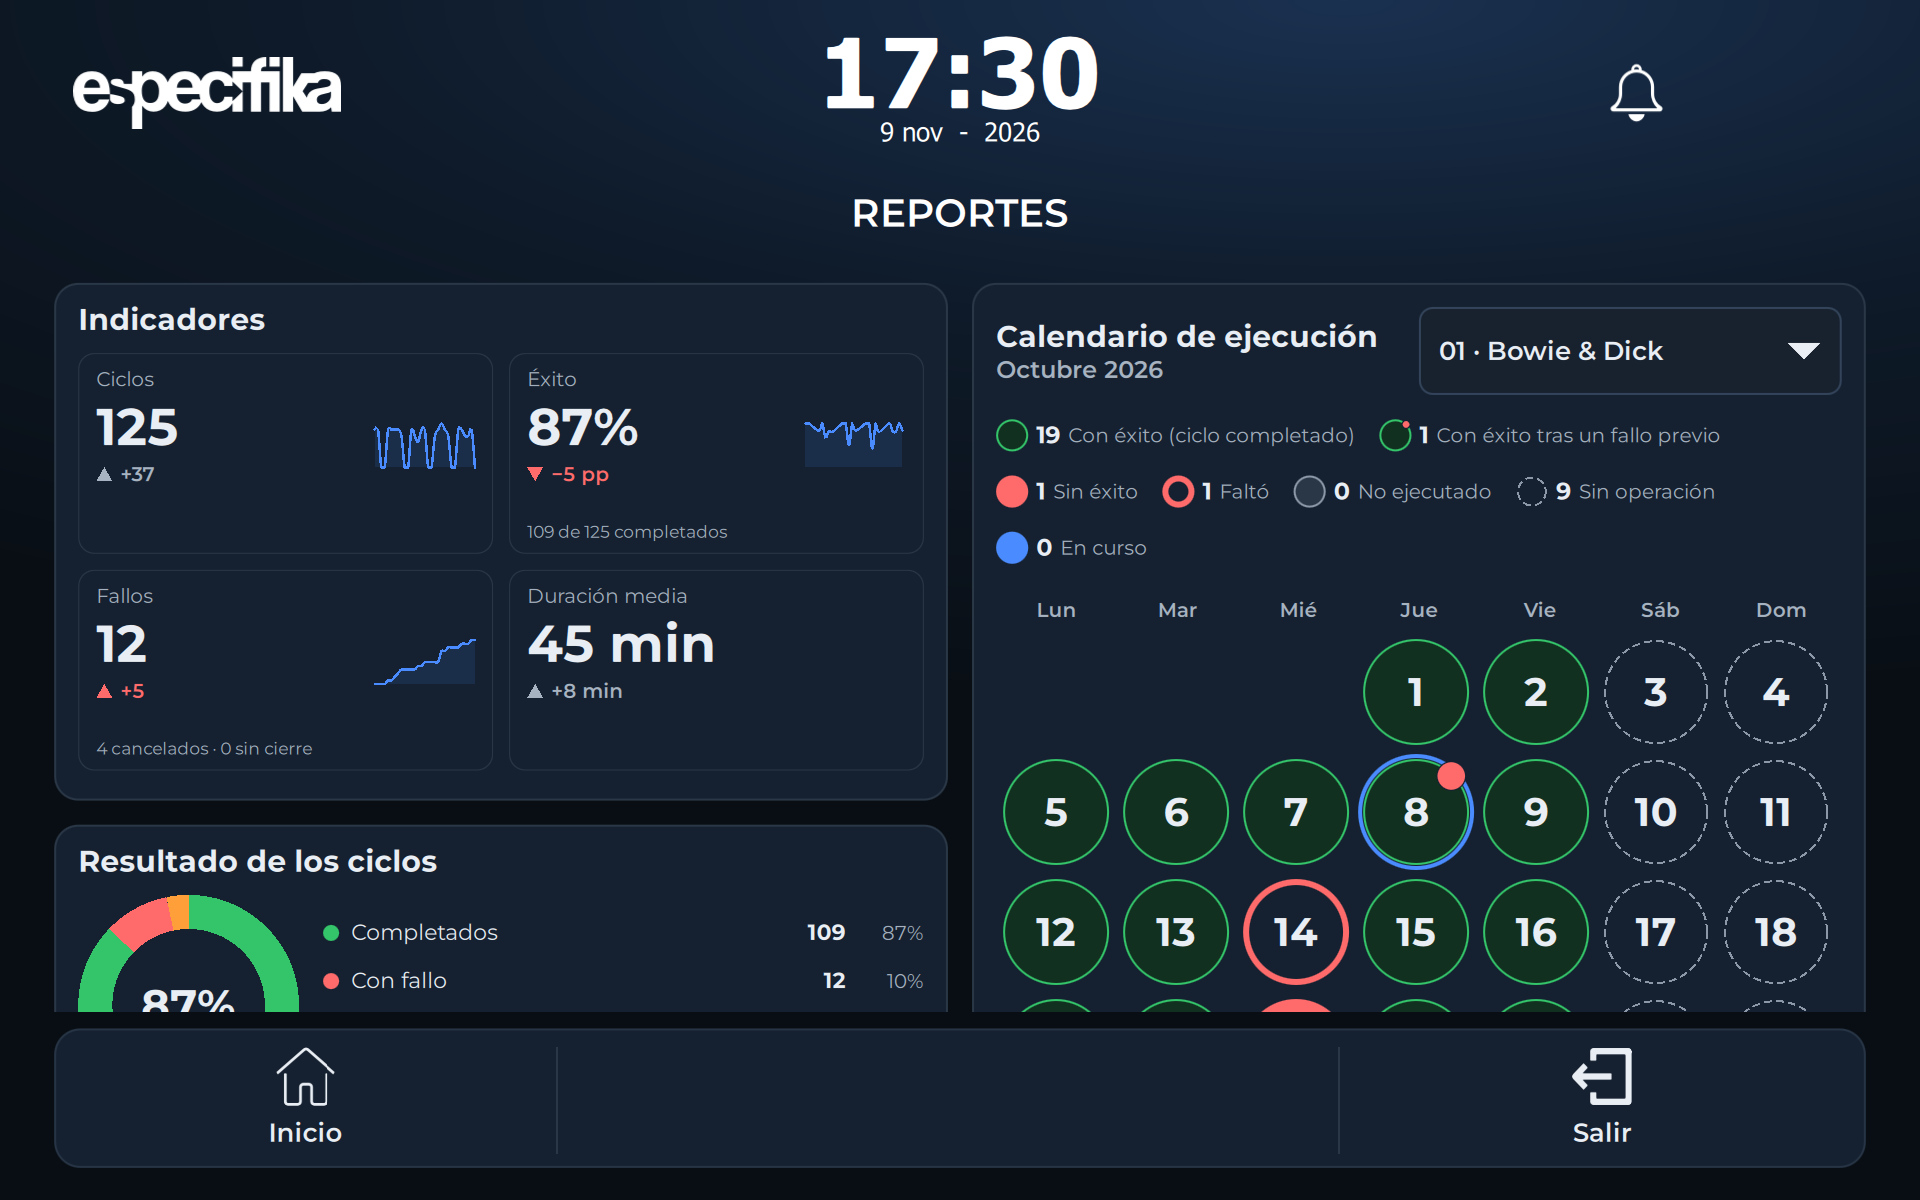 especifika
17:30
9 nov - 2026
REPORTES
Indicadores
Ciclos
125
+37
Éxito
87%
−5 pp
109 de 125 completados
Fallos
12
+5
4 cancelados · 0 sin cierre
Duración media
45 min
+8 min
Resultado de los ciclos
87%
Completados 109 87%
Con fallo 12 10%
Calendario de ejecución
Octubre 2026
01 · Bowie & Dick
19 Con éxito (ciclo completado) 1 Con éxito tras un fallo previo
1 Sin éxito 1 Faltó 0 No ejecutado 9 Sin operación
0 En curso
Lun Mar Mié Jue Vie Sáb Dom
1 2 3 4
5 6 7 8 9 10 11
12 13 14 15 16 17 18
Inicio
Salir